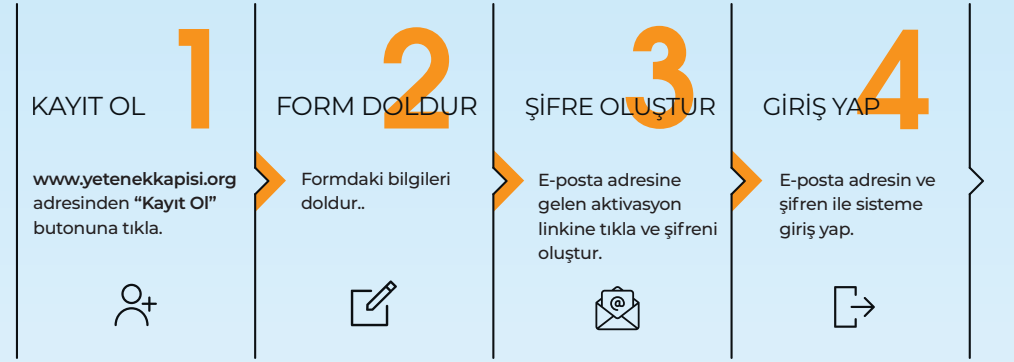 1
KAYIT OL
www.yetenekkapisi.org
adresinden “Kayıt Ol”
butonuna tıkla.
2
FORM DOLDUR
Formdaki bilgileri
doldur..
3
ŞİFRE OLUŞTUR
E-posta adresine
gelen aktivasyon
linkine tıkla ve şifreni
oluştur.
@
4
GİRİŞ YAP
E-posta adresin ve
şifren ile sisteme
giriş yap.